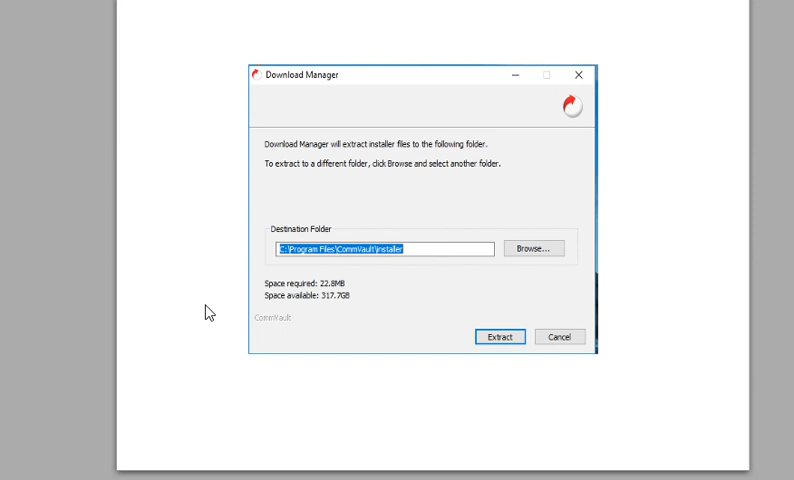 Download Manager
Download Manager will extract installer files to the following folder.
To extract to a different folder, click Browse and select another folder.
Destination Folder
C:\Program Files\CommVault\installer
Browse...
Space required: 22.8MB
Space available: 317.7GB
CommVault
Extract
Cancel